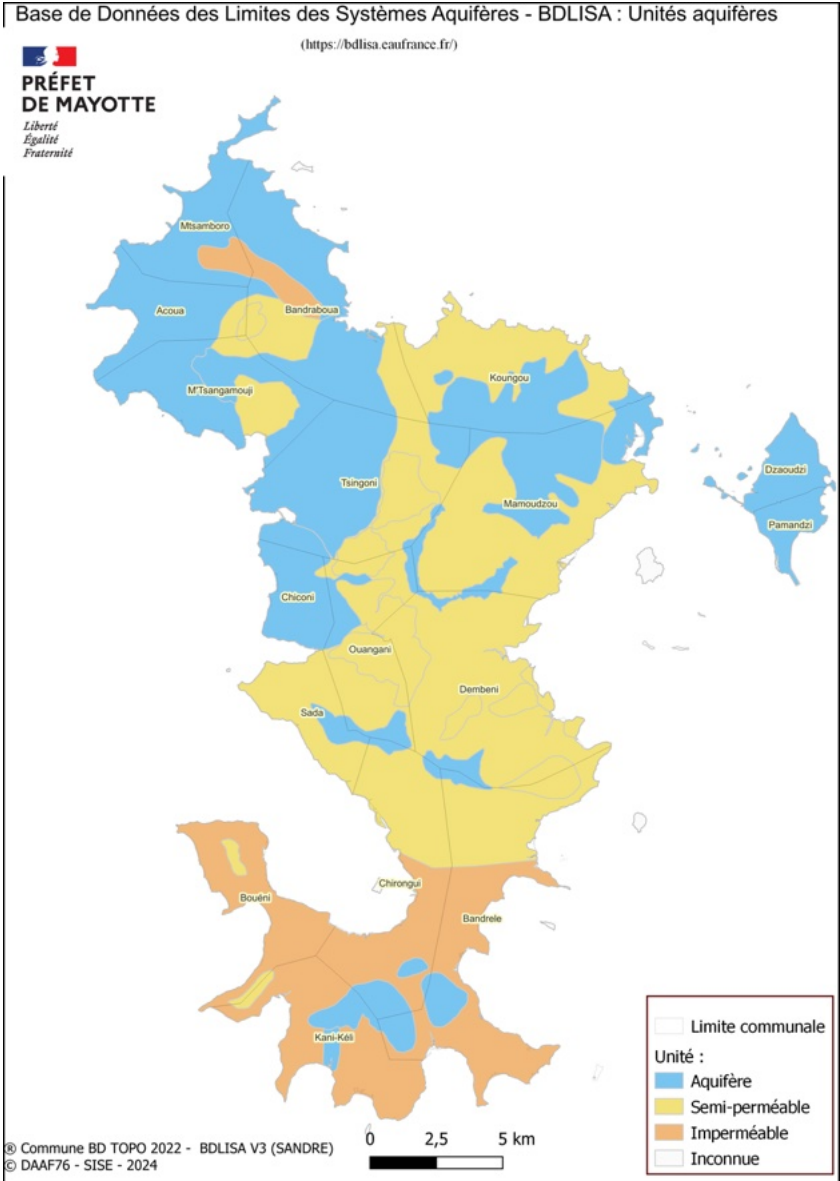 Base de Données des Limites des Systèmes Aquifères - BDLISA : Unités aquifères
(https://bdlisa.eaufrance.fr/)
PRÉFET
DE MAYOTTE
Liberté
Égalité
Fraternité
Mtsamboro
Acoua
Bandraboua
M'Tsangamouji
Koungou
Tsingoni
Mamoudzou
Dzaoudzi
Pamandzi
Chiconi
Ouangani
Dembeni
Sada
Chirongui
Bouéni
Bandrele
Kani-Kéli
Limite communale
Unité :
Aquifère
Semi-perméable
Imperméable
Inconnue
0 2,5 5 km
® Commune BD TOPO 2022 - BDLISA V3 (SANDRE)
© DAAF76 - SISE - 2024